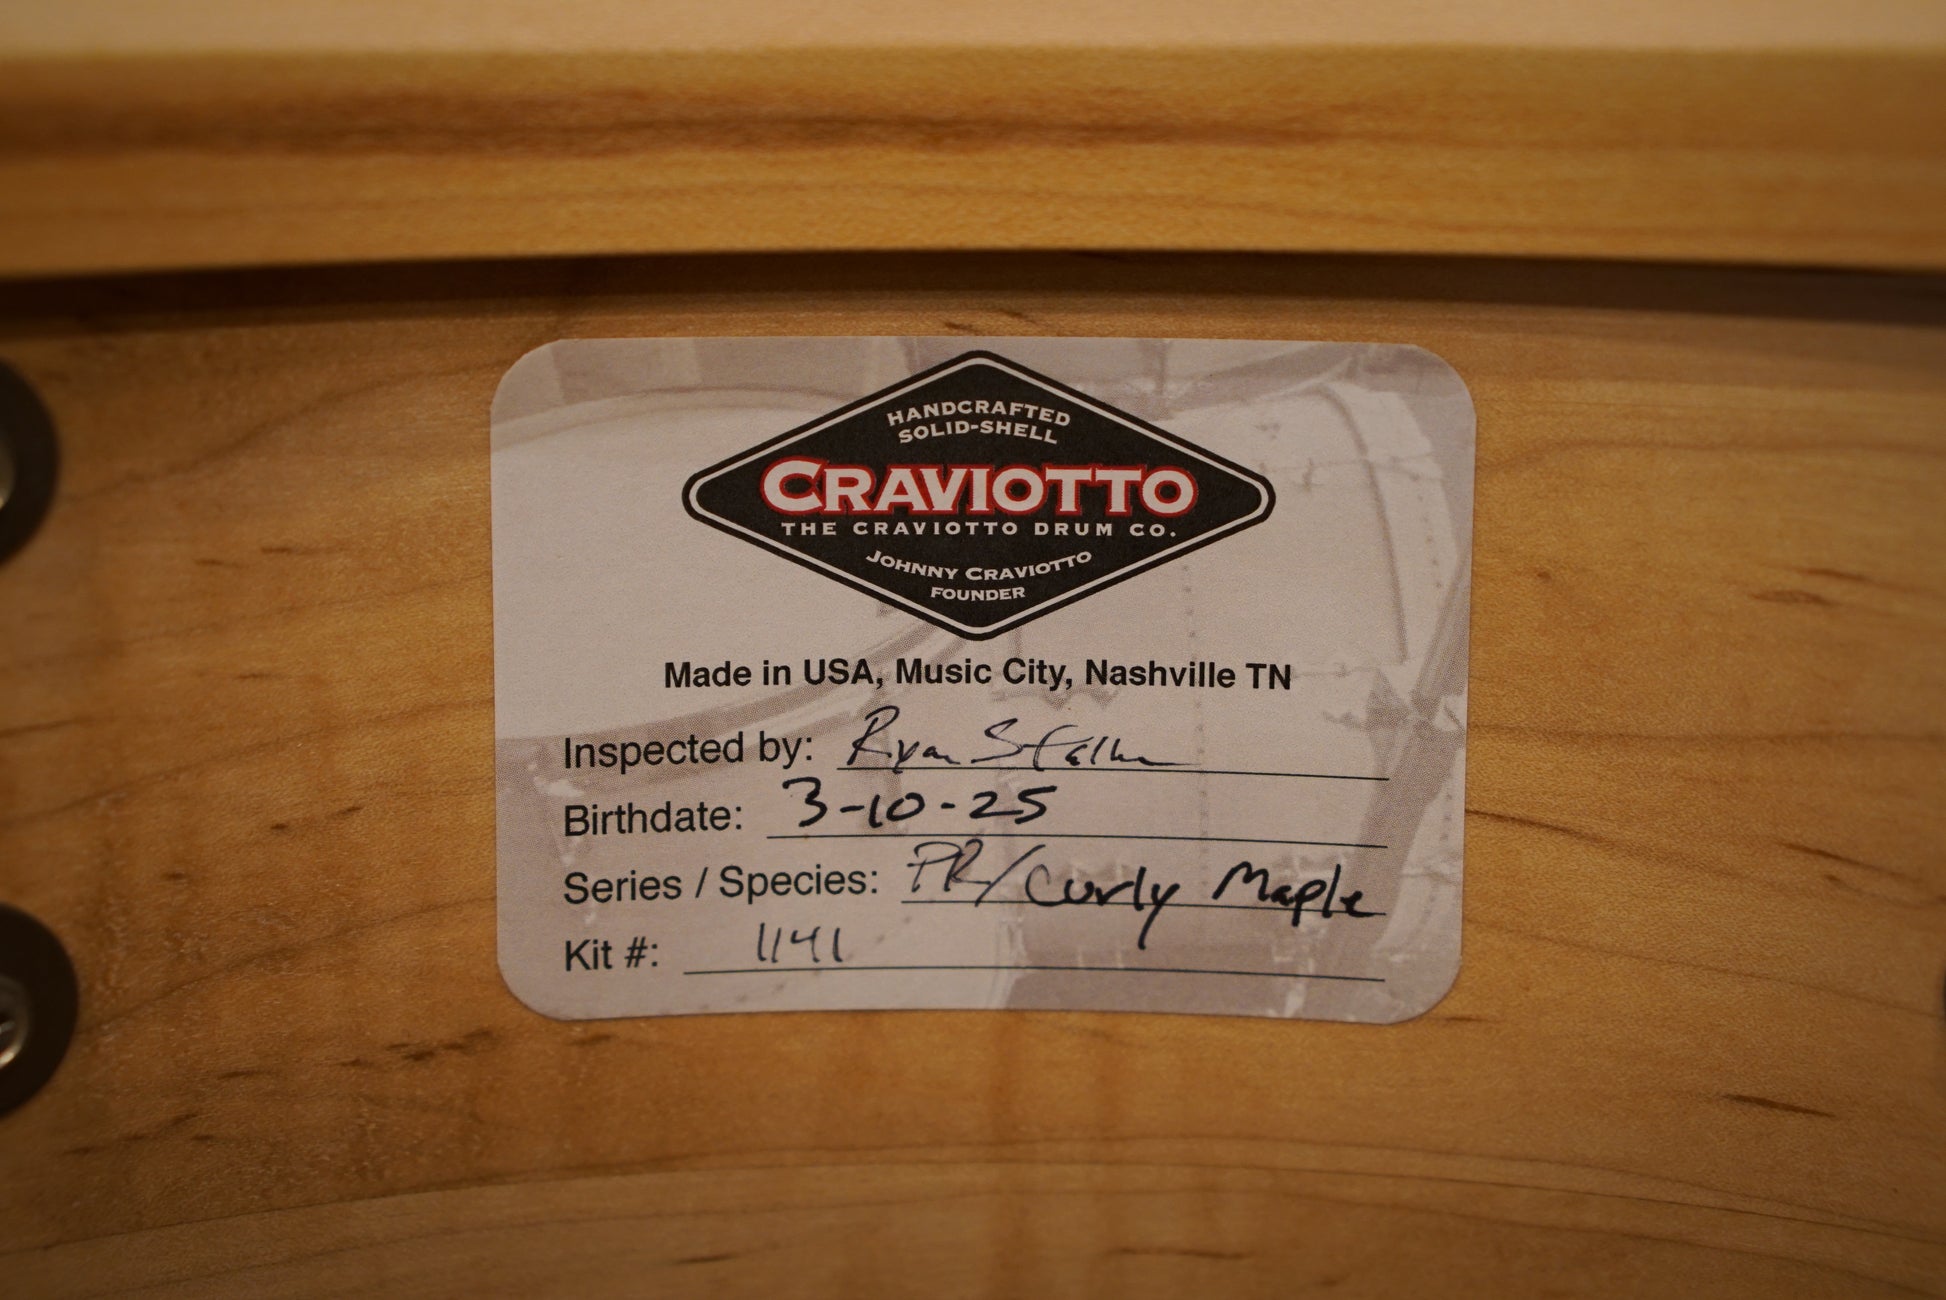 HANDCRAFTED
SOLID-SHELL
CRAVIOTTO
THE CRAVIOTTO DRUM CO.
JOHNNY CRAVIOTTO
FOUNDER
Made in USA, Music City, Nashville TN
Inspected by: Ryan
Birthdate: 3-10-25
Series / Species: PR/Curly Maple
Kit #: 1141